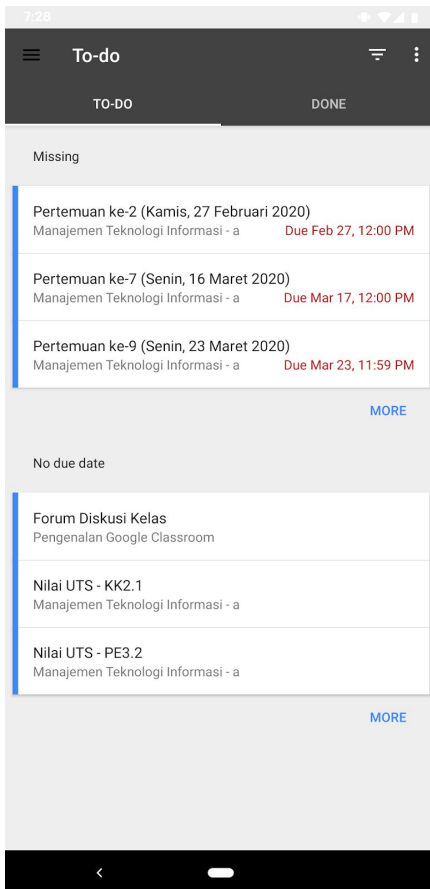 7:28
To-do
TO-DO
DONE
Missing
Pertemuan ke-2 (Kamis, 27 Februari 2020)
Manajemen Teknologi Informasi - a Due Feb 27, 12:00 PM
Pertemuan ke-7 (Senin, 16 Maret 2020)
Manajemen Teknologi Informasi - a Due Mar 17, 12:00 PM
Pertemuan ke-9 (Senin, 23 Maret 2020)
Manajemen Teknologi Informasi - a Due Mar 23, 11:59 PM
MORE
No due date
Forum Diskusi Kelas
Pengenalan Google Classroom
Nilai UTS - KK2.1
Manajemen Teknologi Informasi - a
Nilai UTS - PE3.2
Manajemen Teknologi Informasi - a
MORE